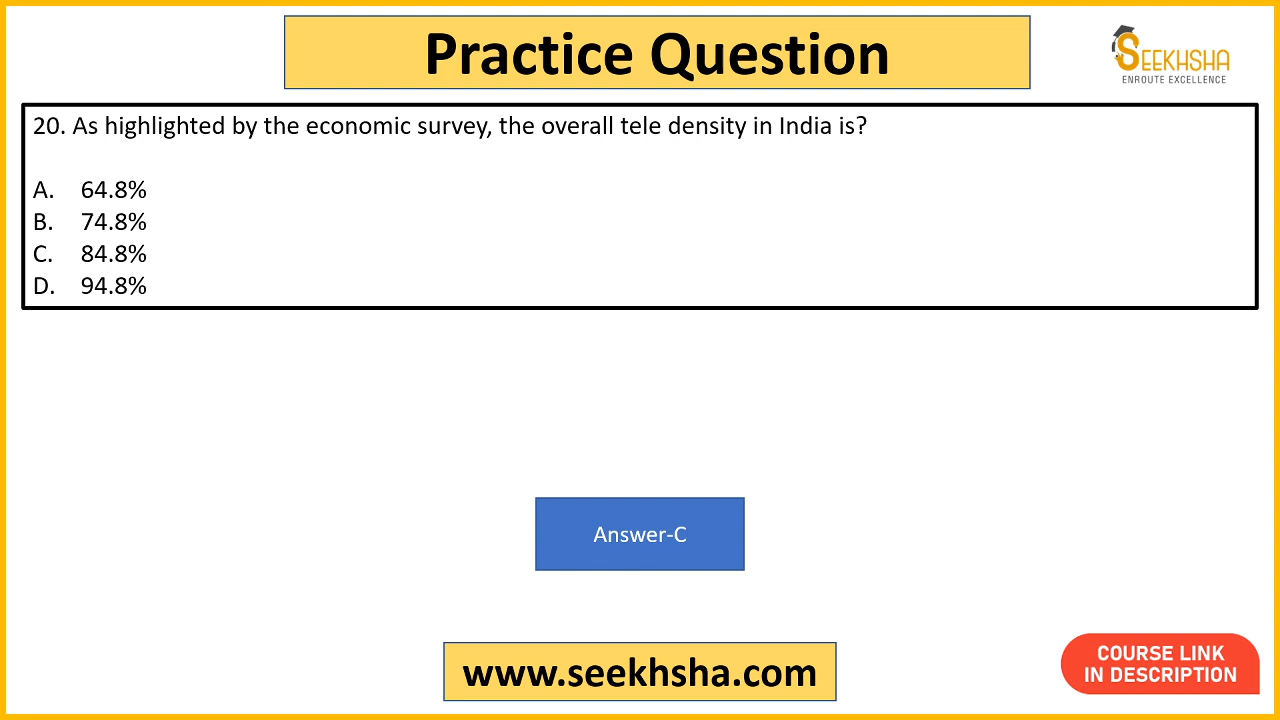 Practice Question
SEEKHSHA
ENROUTE EXCELLENCE
20. As highlighted by the economic survey, the overall tele density in India is?
A. 64.8%
B. 74.8%
C. 84.8%
D. 94.8%
Answer-C
www.seekhsha.com
COURSE LINK
IN DESCRIPTION